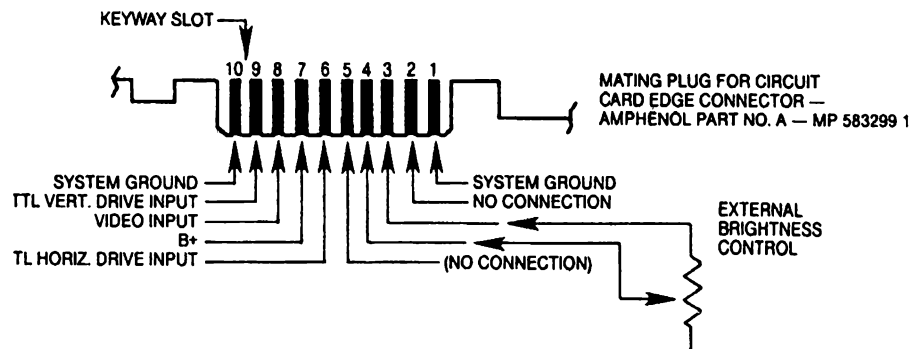 KEYWAY SLOT
10 9 8 7 6 5 4 3 2 1
MATING PLUG FOR CIRCUIT
CARD EDGE CONNECTOR —
AMPHENOL PART NO. A — MP 583299 1
SYSTEM GROUND
TTL VERT. DRIVE INPUT
VIDEO INPUT
B+
TL HORIZ. DRIVE INPUT
SYSTEM GROUND
NO CONNECTION
(NO CONNECTION)
EXTERNAL
BRIGHTNESS
CONTROL